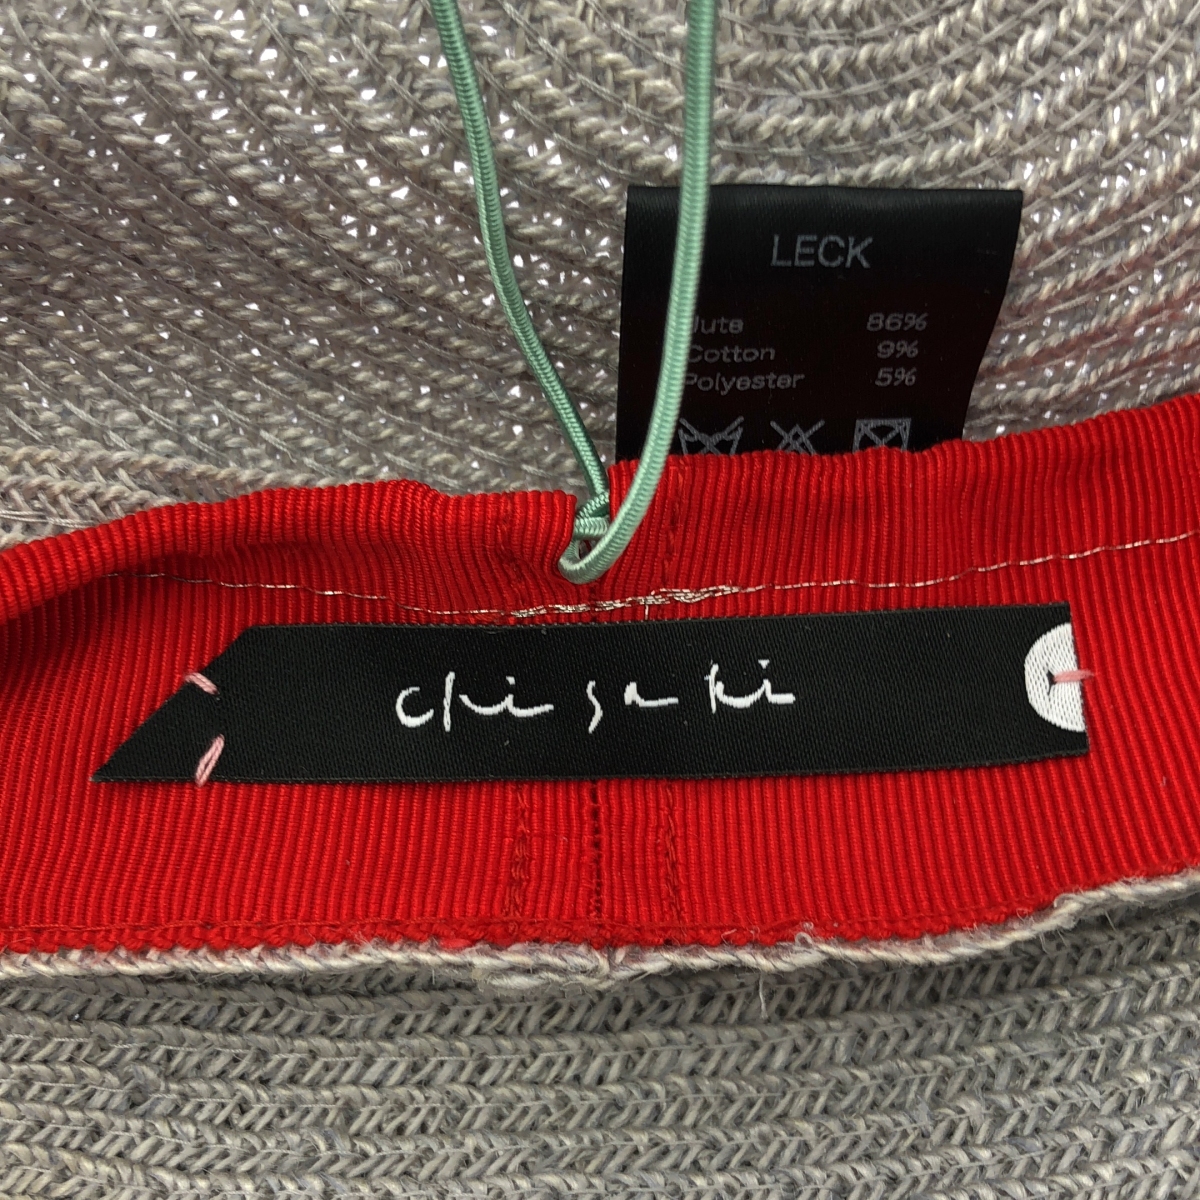 LECK
Jute 86%
Cotton 9%
Polyester 5%
chisaki